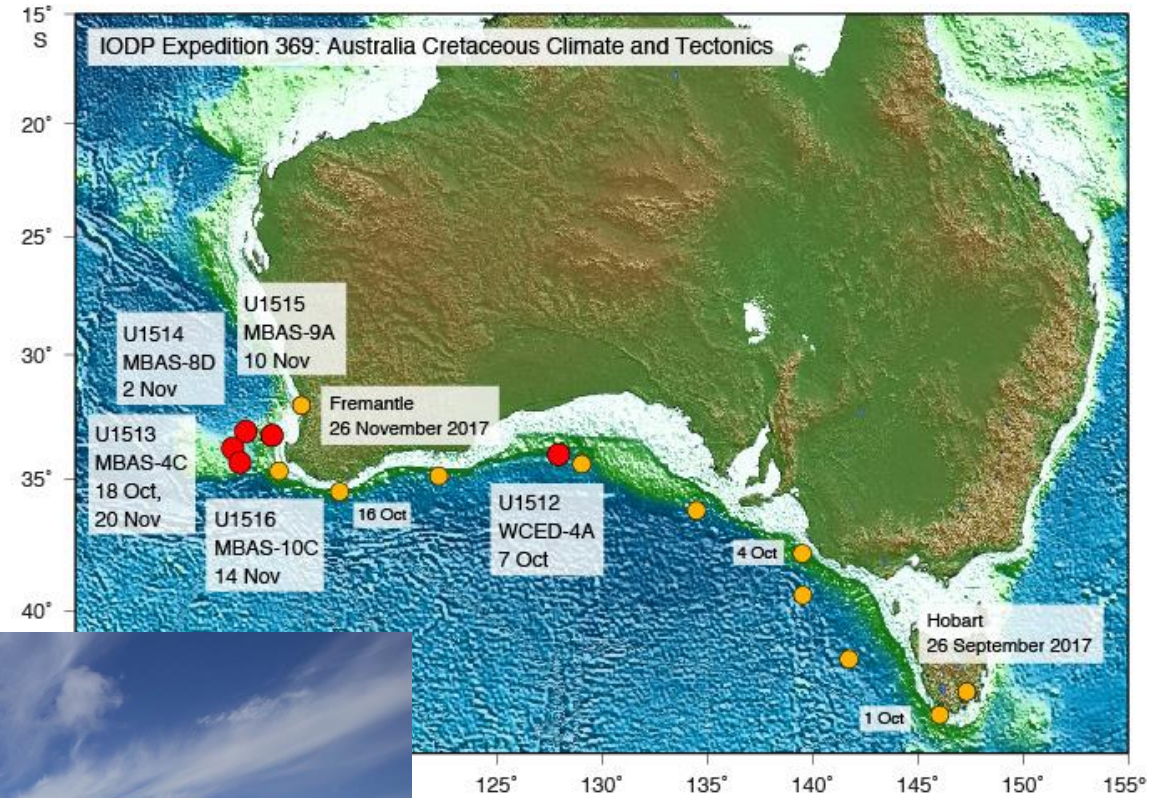 15°
S
IODP Expedition 369: Australia Cretaceous Climate and Tectonics
20°
25°
30°
35°
40°
U1515
MBAS-9A
10 Nov
U1514
MBAS-8D
2 Nov
Fremantle
26 November 2017
U1513
MBAS-4C
18 Oct,
20 Nov
U1516
MBAS-10C
14 Nov
16 Oct
U1512
WCED-4A
7 Oct
4 Oct
Hobart
26 September 2017
1 Oct
125°
130°
135°
140°
145°
150°
155°